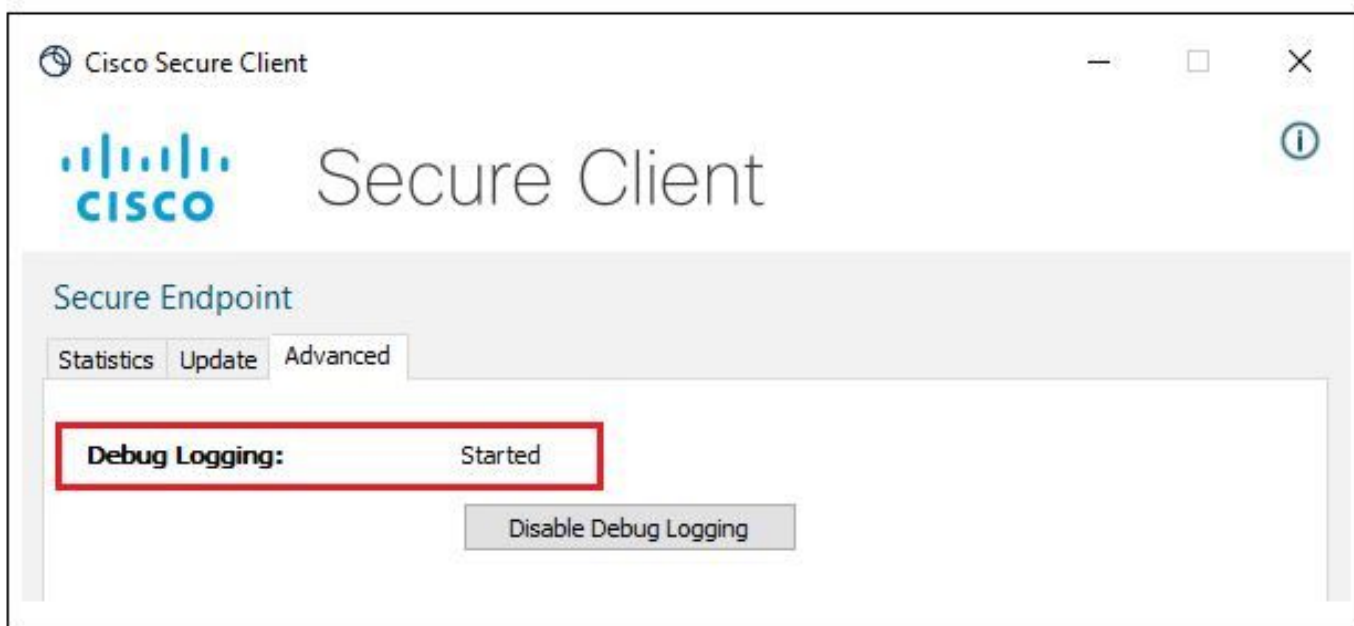 Cisco Secure Client
CISCO Secure Client
Secure Endpoint
Statistics Update Advanced
Debug Logging: Started
Disable Debug Logging